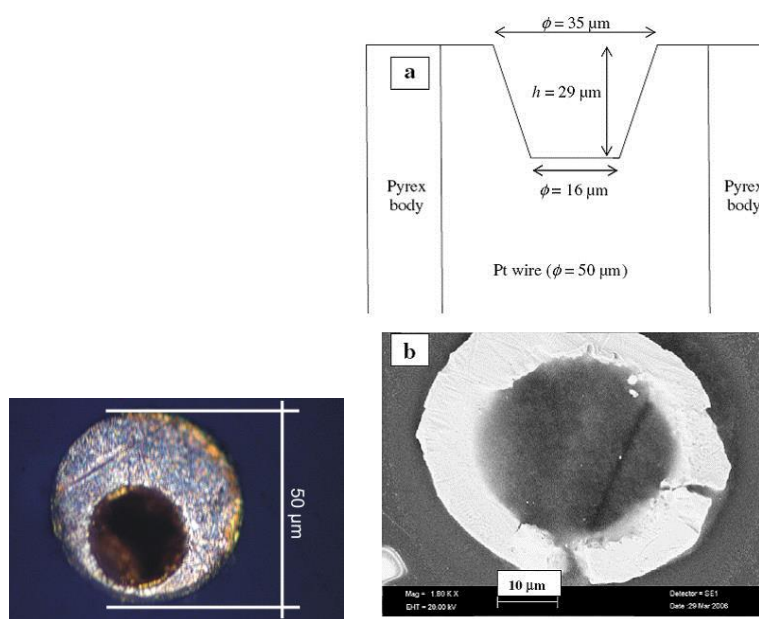 ϕ = 35 µm
a
h = 29 µm
Pyrex
body
ϕ = 16 µm
Pyrex
body
Pt wire (ϕ = 50 µm)
b
50 µm
10 µm
Mag = 1.80 K X
EHT = 20.00 kV
Detector = SE1
Date :29 Mar 2006